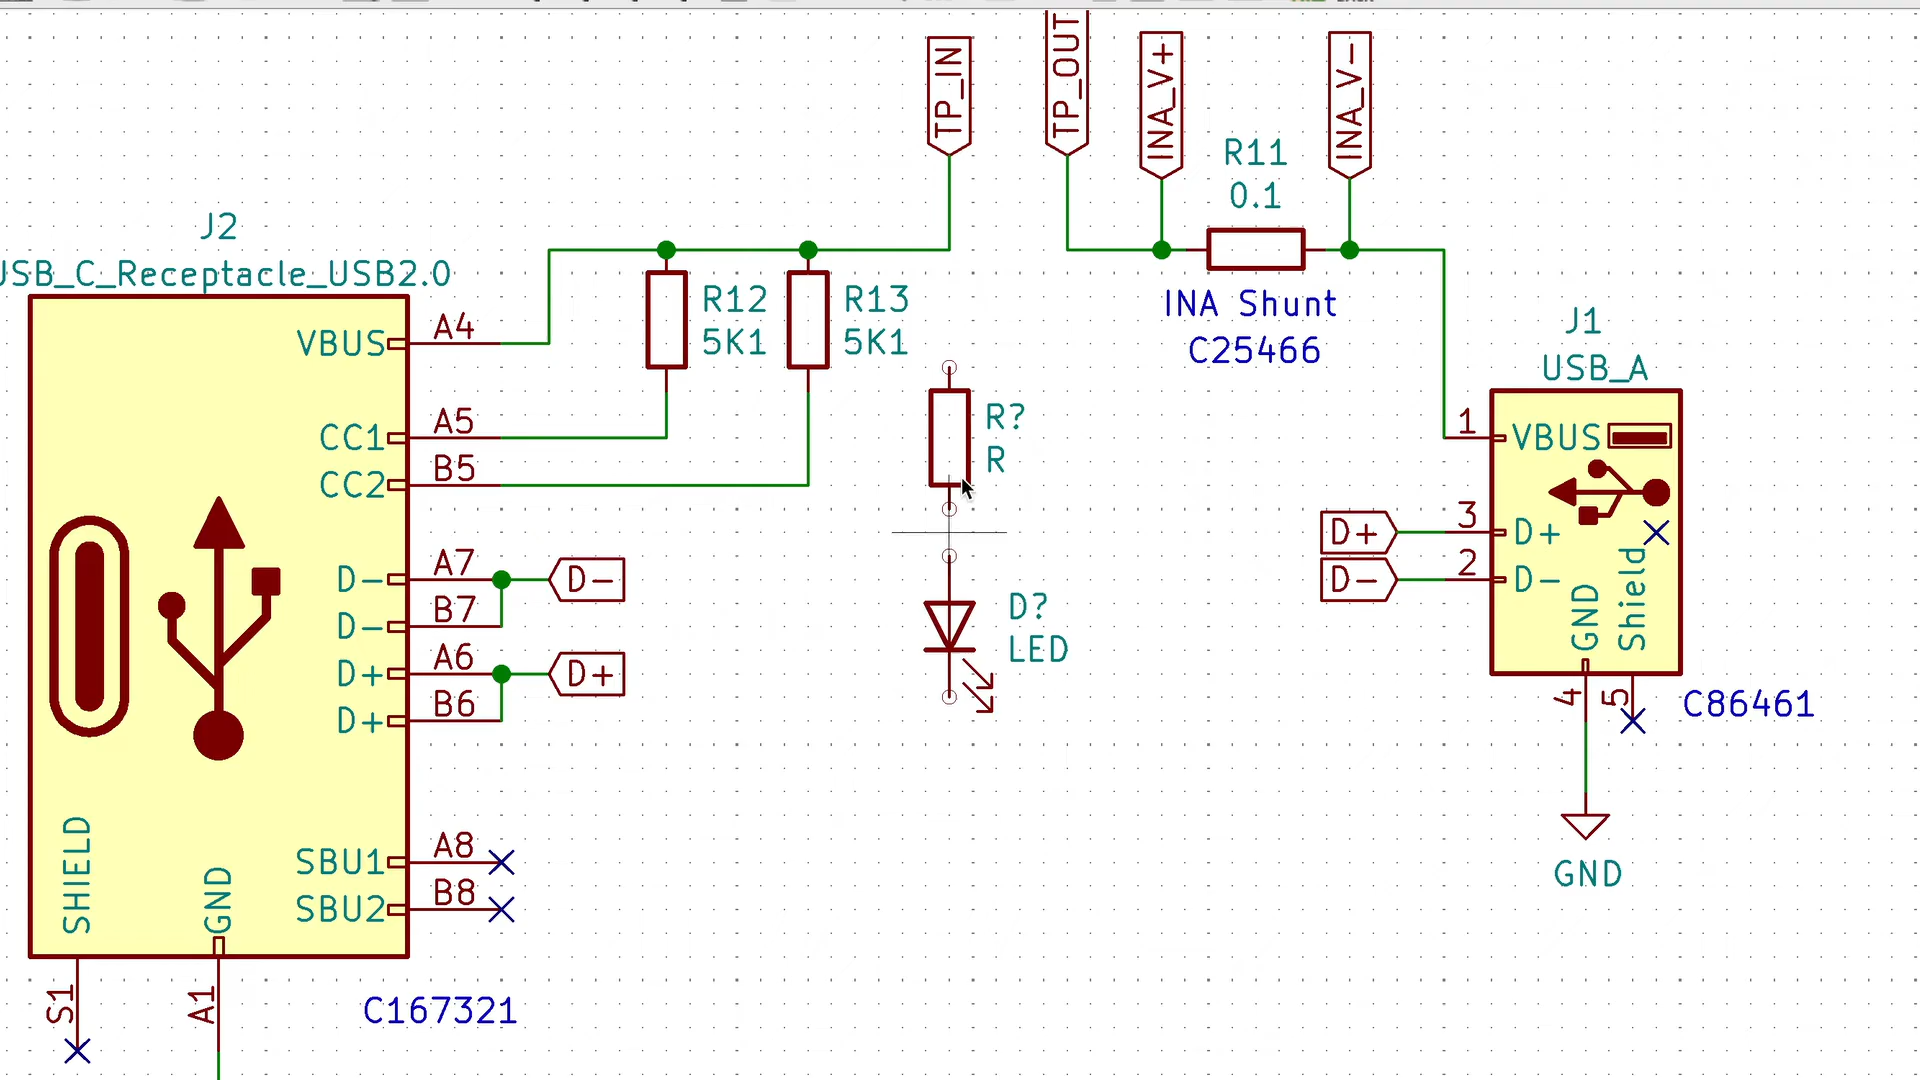 TP_IN
TP_OUT
INA_V+
INA_V-
R11
0.1
INA Shunt
C25466
J2
USB_C_Receptacle_USB2.0
VBUS
A4
CC1
A5
CC2
B5
D-
A7
D-
B7
D+
A6
D+
B6
SBU1
A8
SBU2
B8
SHIELD
GND
S1
A1
C167321
R12
5K1
R13
5K1
D-
D+
R?
R
D?
LED
J1
USB_A
1
VBUS
D+
3
D+
D-
2
D-
GND
Shield
4
5
C86461
GND